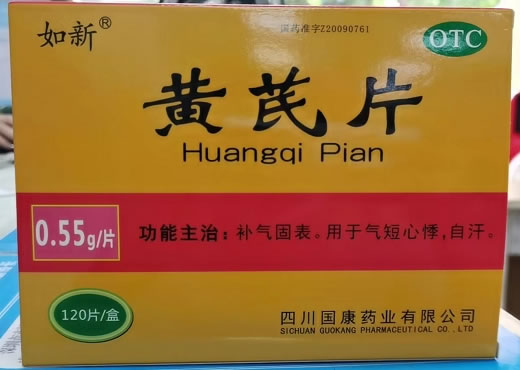 如新®
国药准字Z20090761
OTC
黄芪片
Huangqi Pian
0.55g/片
功能主治：补气固表。用于气短心悸，自汗。
120片/盒
四川国康药业有限公司
SICHUAN GUOKANG PHARMACEUTICAL CO.,LTD